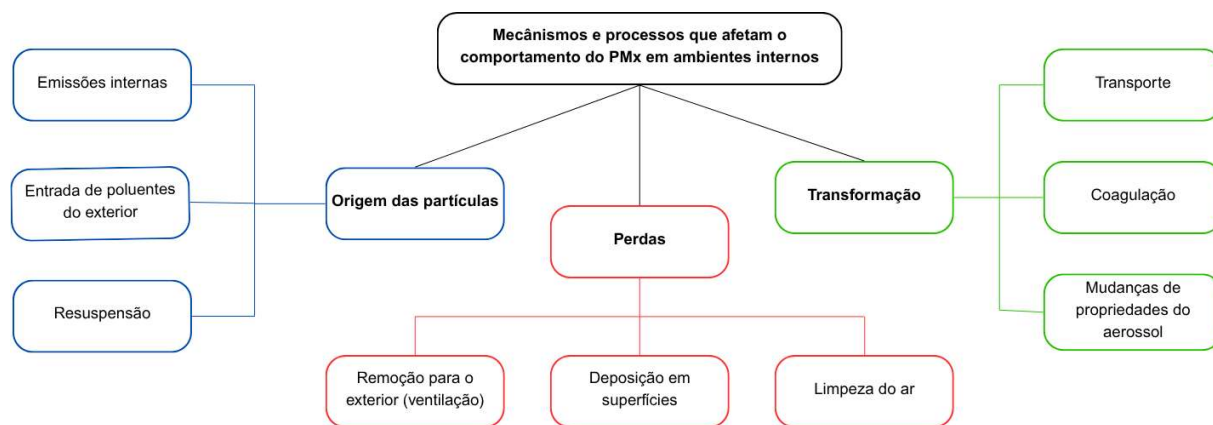 Mecânismos e processos que afetam o
comportamento do PMx em ambientes internos
Emissões internas
Entrada de poluentes
do exterior
Resuspensão
Origem das partículas
Perdas
Remoção para o
exterior (ventilação)
Deposição em
superfícies
Limpeza do ar
Transformação
Transporte
Coagulação
Mudanças de
propriedades do
aerossol